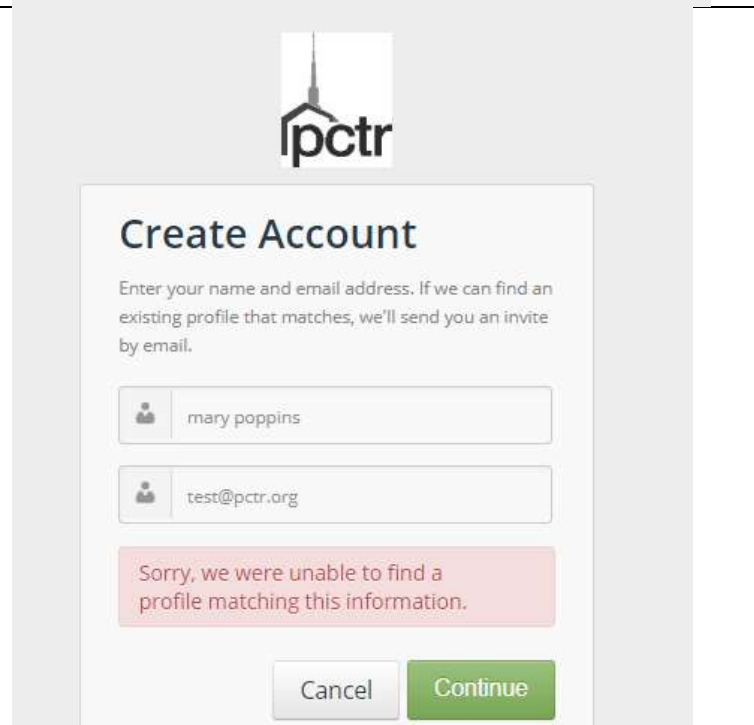 pctr
Create Account
Enter your name and email address. If we can find an
existing profile that matches, we'll send you an invite
by email.
mary poppins
test@pctr.org
Sorry, we were unable to find a
profile matching this information.
Cancel Continue